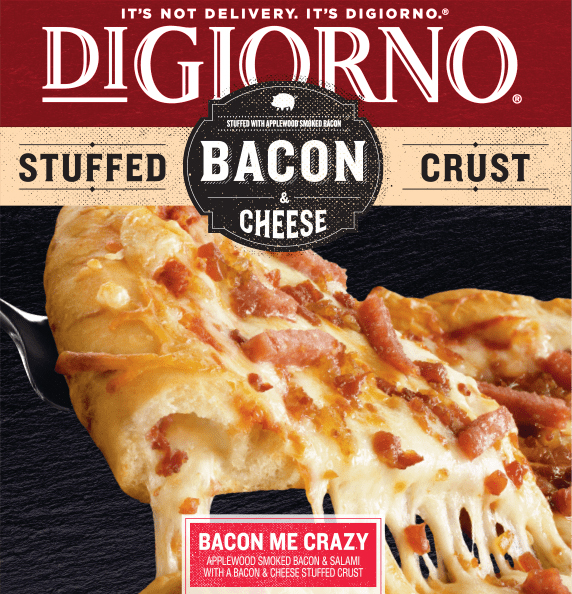 IT'S NOT DELIVERY. IT'S DIGIORNO.®
DIGIORNO®
STUFFED WITH APPLEWOOD SMOKED BACON
STUFFED BACON CRUST
&
CHEESE
BACON ME CRAZY
APPLEWOOD SMOKED BACON & SALAMI
WITH A BACON & CHEESE STUFFED CRUST